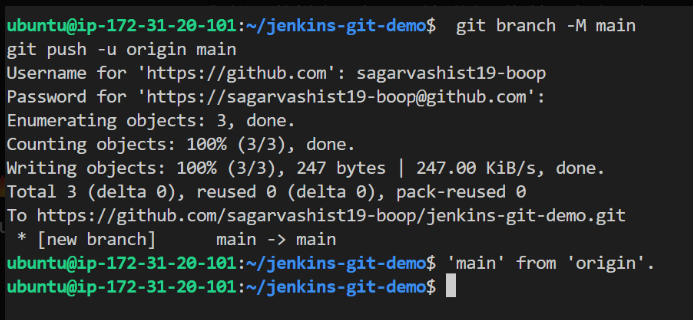 ubuntu@ip-172-31-20-101:~/jenkins-git-demo$  git branch -M main
git push -u origin main
Username for 'https://github.com': sagarvashist19-boop
Password for 'https://sagarvashist19-boop@github.com':
Enumerating objects: 3, done.
Counting objects: 100% (3/3), done.
Writing objects: 100% (3/3), 247 bytes | 247.00 KiB/s, done.
Total 3 (delta 0), reused 0 (delta 0), pack-reused 0
To https://github.com/sagarvashist19-boop/jenkins-git-demo.git
 * [new branch]      main -> main
ubuntu@ip-172-31-20-101:~/jenkins-git-demo$ 'main' from 'origin'.
ubuntu@ip-172-31-20-101:~/jenkins-git-demo$